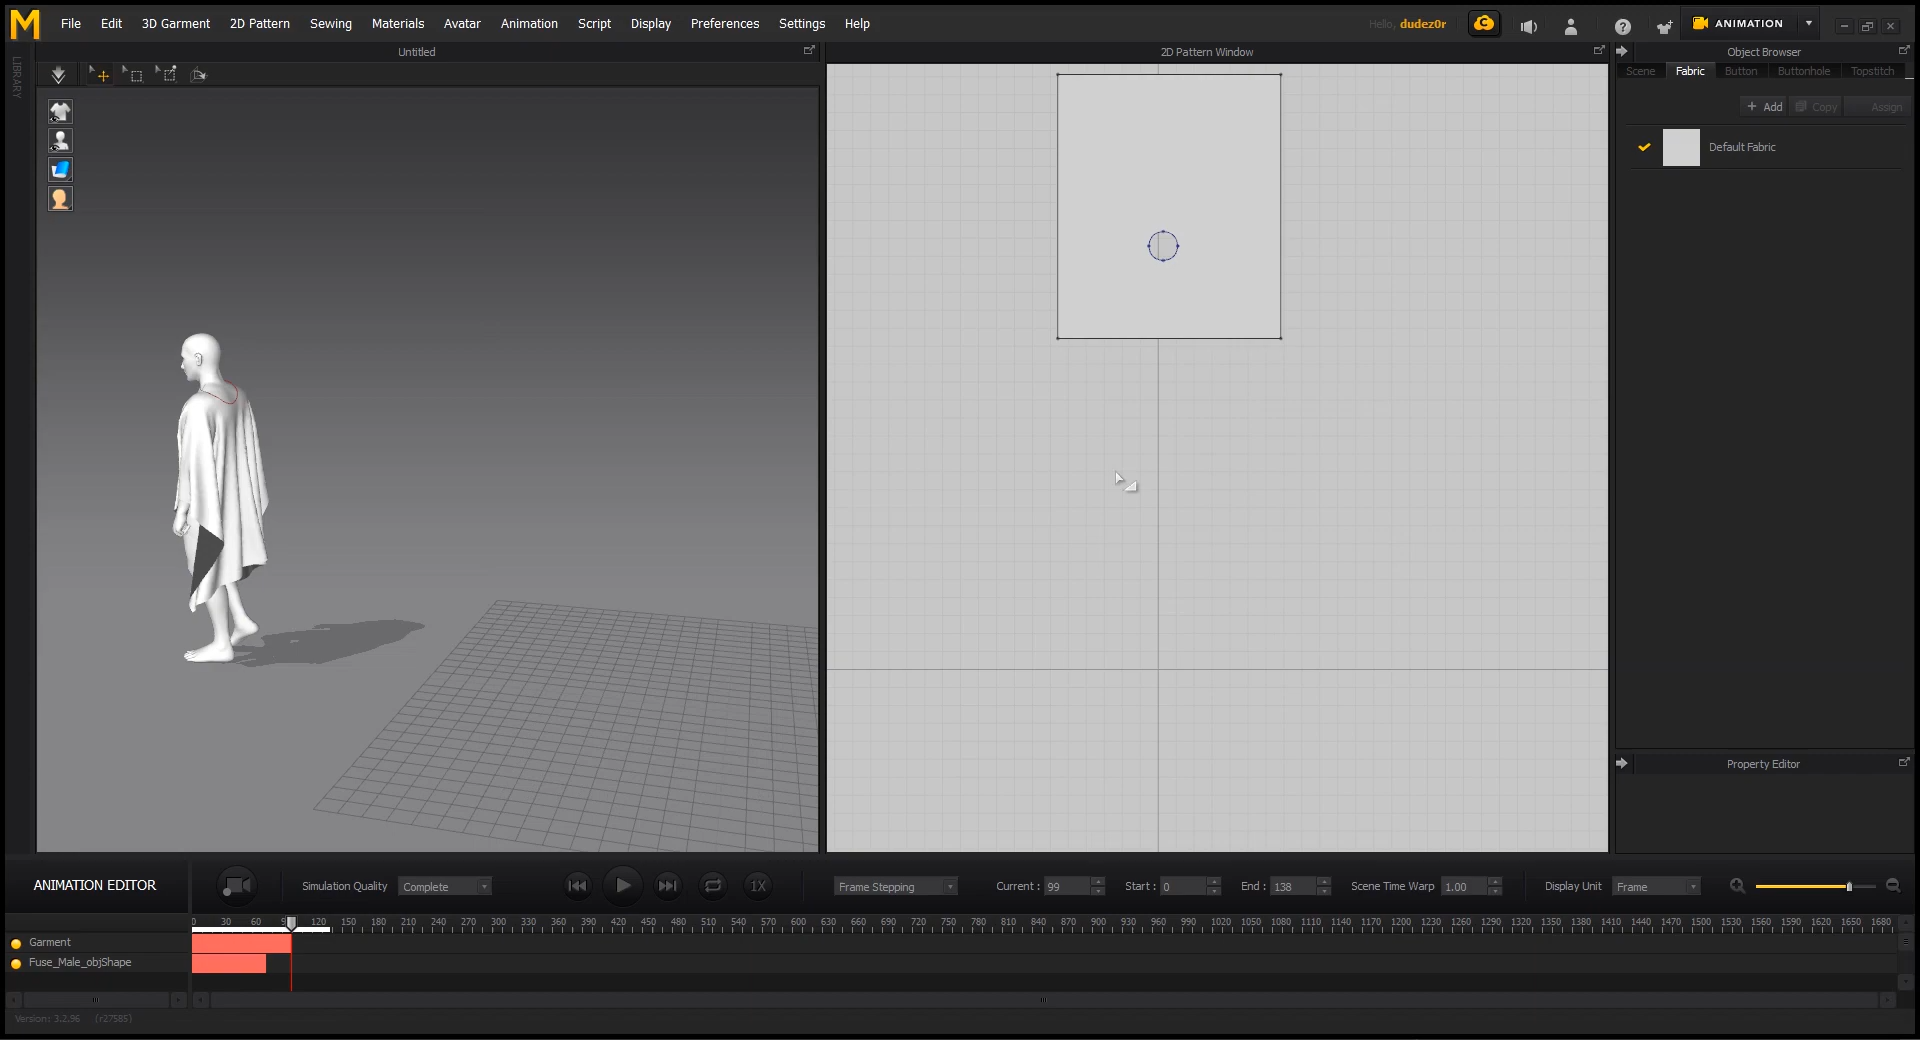 M File Edit 3D Garment 2D Pattern Sewing Materials Avatar Animation Script Display Preferences Settings Help Hello, dudez0r C ? ANIMATION
LIBRARY
Untitled
2D Pattern Window
Object Browser
Scene Fabric Button Buttonhole Topstitch
+ Add Copy Assign
Default Fabric
Property Editor
ANIMATION EDITOR Simulation Quality Complete 1X Frame Stepping Current : 99 Start : 0 End : 138 Scene Time Warp 1.00 Display Unit Frame
0 30 60 9 120 150 180 210 240 270 300 330 360 390 420 450 480 510 540 570 600 630 660 690 720 750 780 810 840 870 900 930 960 990 1020 1050 1080 1110 1140 1170 1200 1230 1260 1290 1320 1350 1380 1410 1440 1470 1500 1530 1560 1590 1620 1650 1680
Garment
Fuse_Male_objShape
Version: 3.2.96 (r27585)